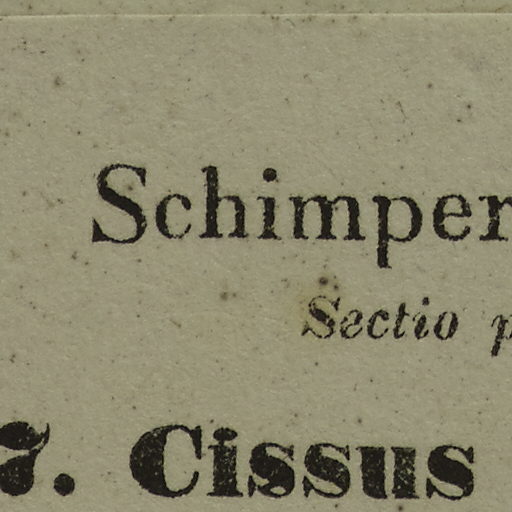 Schimper
Sectio p
7. Cissus